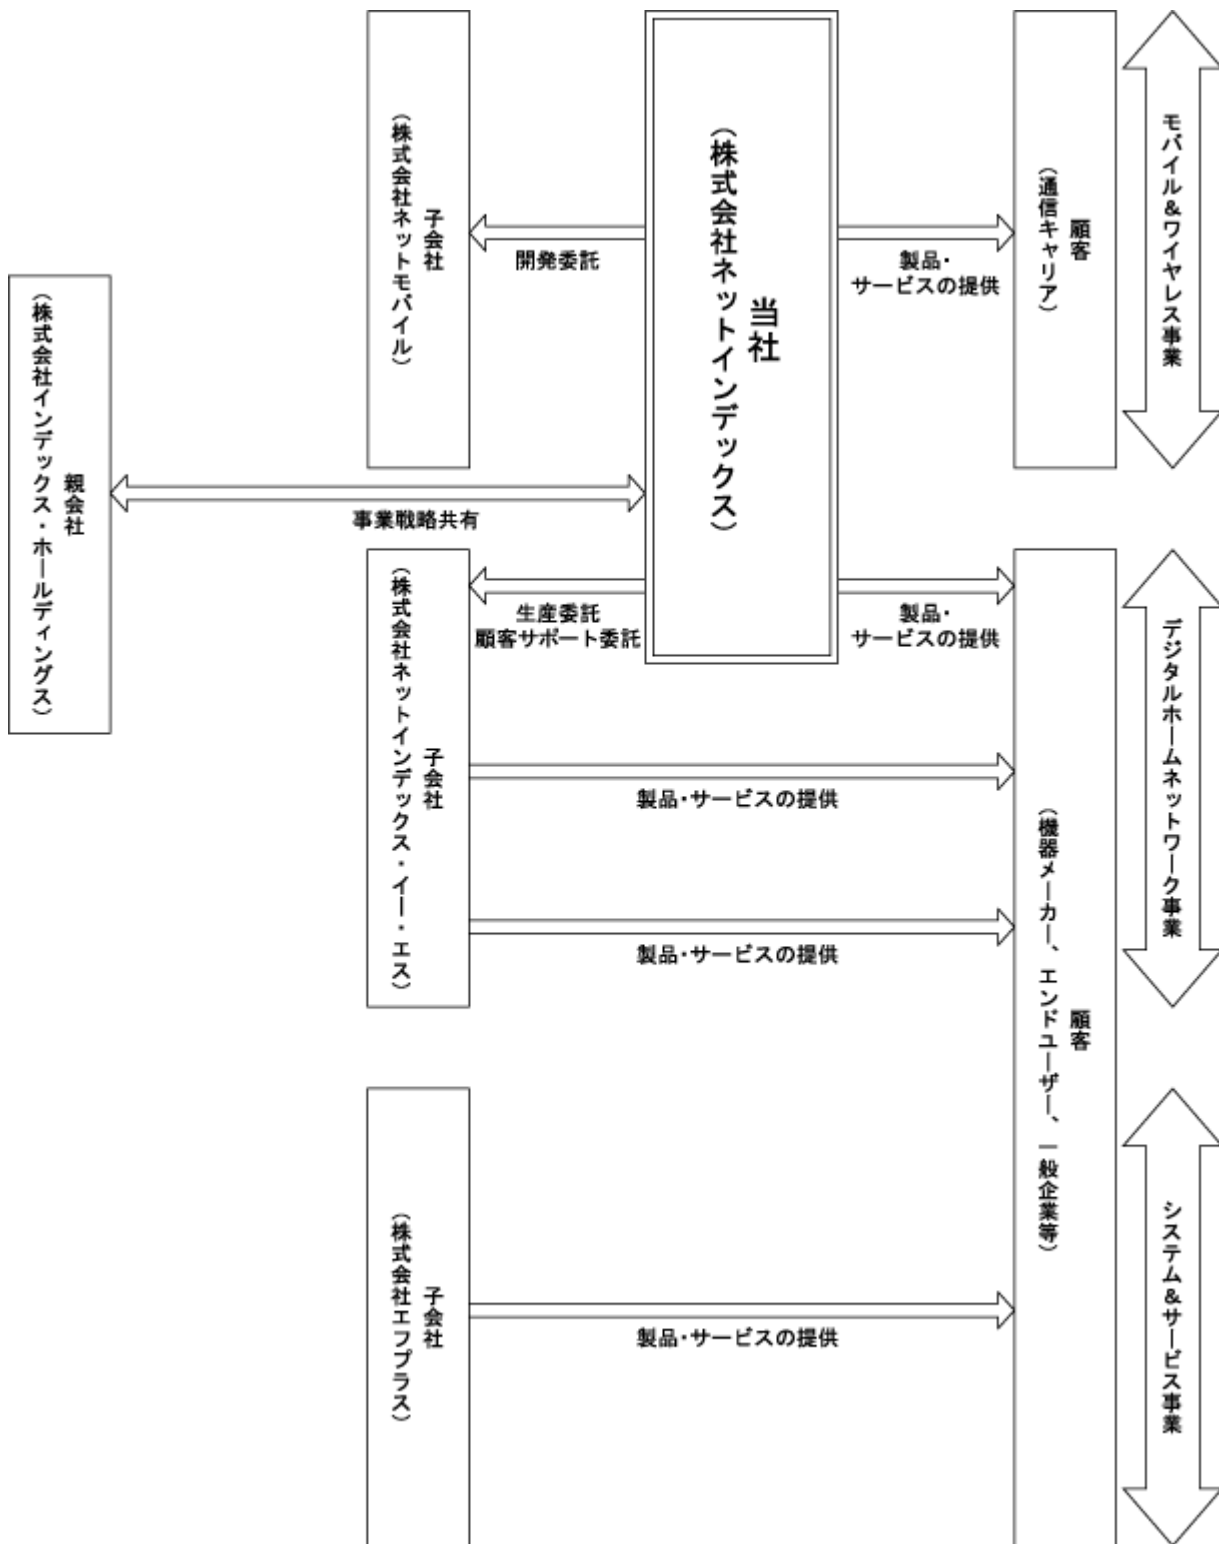 親会社
（株式会社インデックス・ホールディングス）
子会社
（株式会社ネットモバイル）
開発委託
当社
（株式会社ネットインデックス）
製品・
サービスの提供
顧客
（通信キャリア）
モバイル＆ワイヤレス事業
事業戦略共有
子会社
（株式会社ネットインデックス・イー・エス）
生産委託
顧客サポート委託
製品・
サービスの提供
製品・サービスの提供
製品・サービスの提供
顧客
（機器メーカー、エンドユーザー、一般企業等）
デジタルホームネットワーク事業
子会社
（株式会社エフプラス）
製品・サービスの提供
システム＆サービス事業